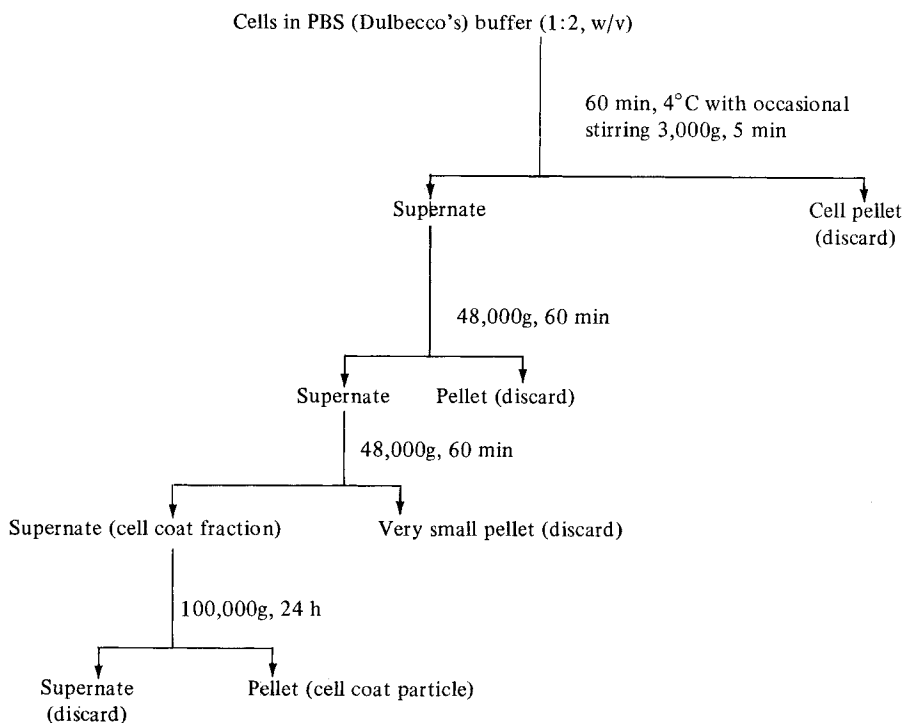 Cells in PBS (Dulbecco's) buffer (1:2, w/v)
60 min, 4°C with occasional
stirring 3,000g, 5 min
Supernate
Cell pellet
(discard)
48,000g, 60 min
Supernate
Pellet (discard)
48,000g, 60 min
Supernate (cell coat fraction)
Very small pellet (discard)
100,000g, 24 h
Supernate
(discard)
Pellet (cell coat particle)